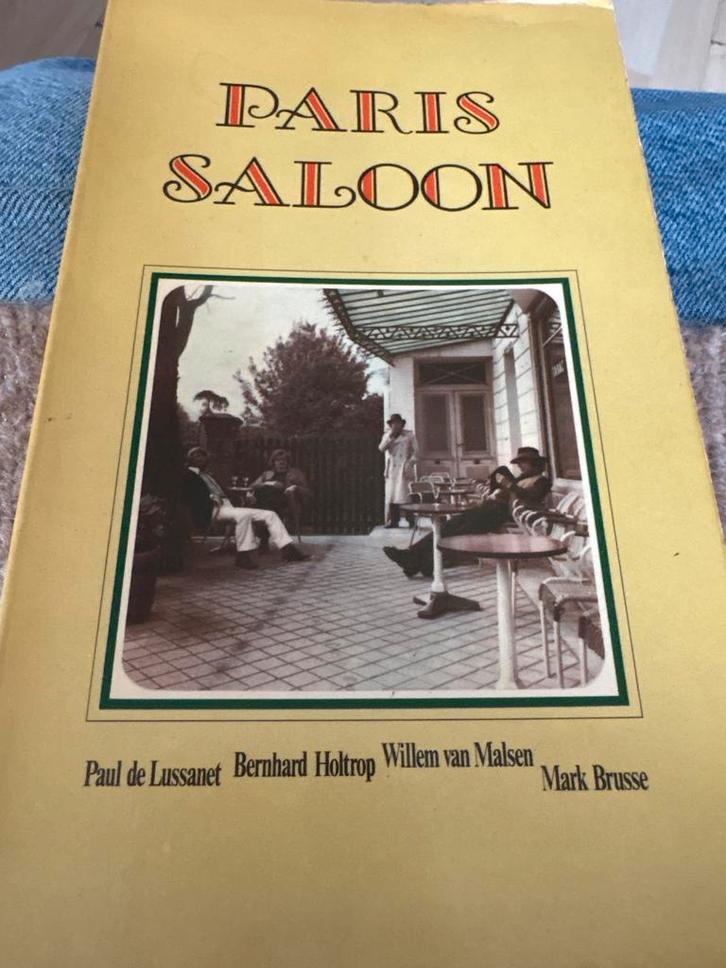 PARIS
SALOON
Paul de Lussanet Bernhard Holtrop Willem van Malsen Mark Brusse